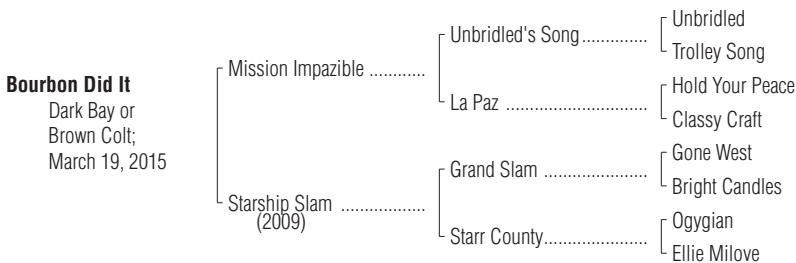 Bourbon Did It
Dark Bay or
Brown Colt;
March 19, 2015
Mission Impazible ............
Starship Slam ..................
(2009)
Unbridled's Song..............
La Paz ..............................
Grand Slam ......................
Starr County......................
Unbridled
Trolley Song
Hold Your Peace
Classy Craft
Gone West
Bright Candles
Ogygian
Ellie Milove